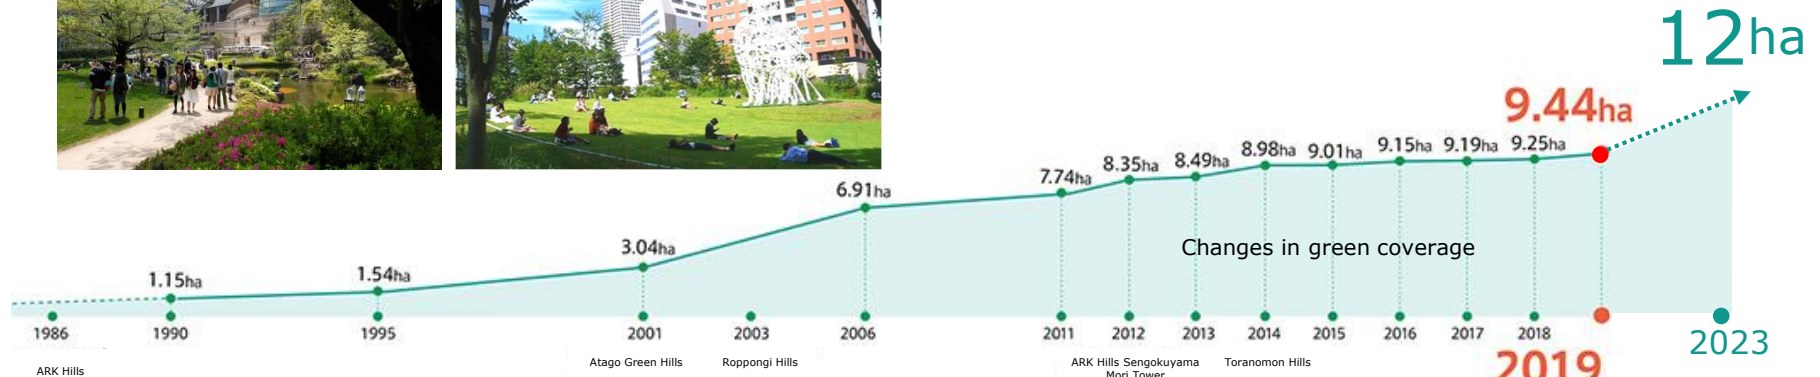 12ha
9.44ha
9.25ha
9.19ha
9.15ha
9.01ha
8.98ha
8.49ha
8.35ha
7.74ha
6.91ha
3.04ha
1.54ha
1.15ha
Changes in green coverage
1986 1990 1995 2001 2003 2006 2011 2012 2013 2014 2015 2016 2017 2018 2019 2023
ARK Hills
Atago Green Hills
Roppongi Hills
ARK Hills Sengokuyama
Mori Tower
Toranomon Hills